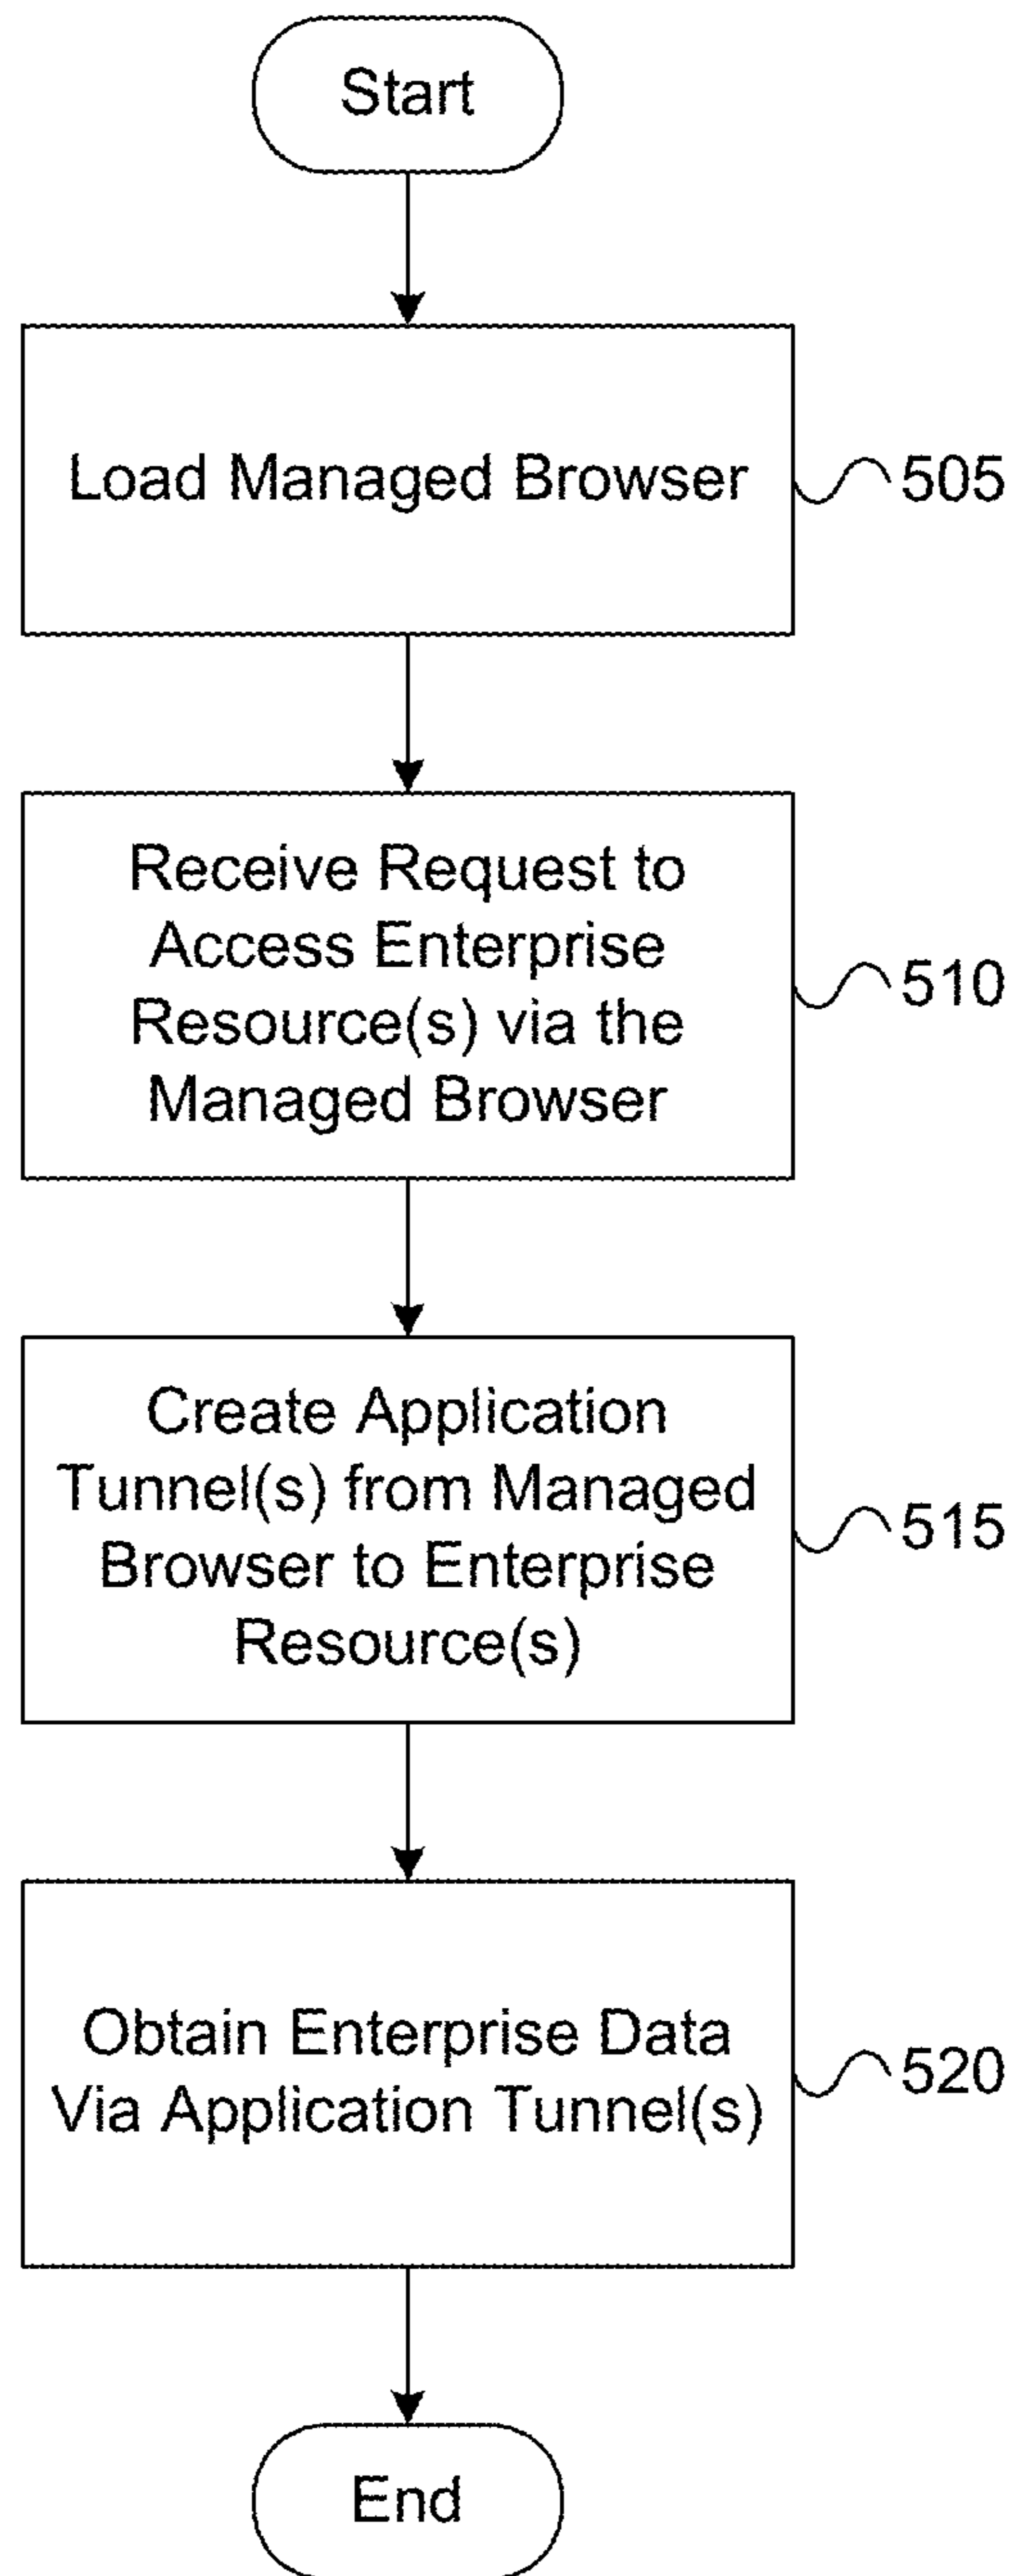 Start
Load Managed Browser
505
Receive Request to
Access Enterprise
Resource(s) via the
Managed Browser
510
Create Application
Tunnel(s) from Managed
Browser to Enterprise
Resource(s)
515
Obtain Enterprise Data
Via Application Tunnel(s)
520
End